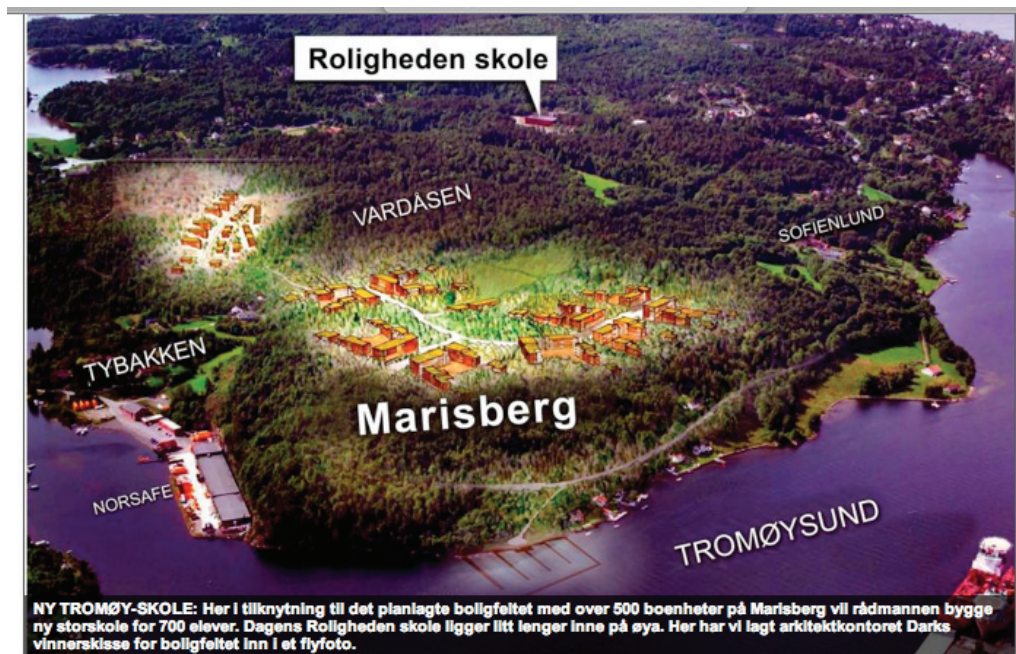 Roligheden skole
VARDÅSEN
SOFIENLUND
TYBAKKEN
Marisberg
NORSAFE
TROMØYSUND
NY TROMØY-SKOLE: Her i tilknytning til det planlagte boligfeltet med over 500 boenheter på Marisberg vil rådmannen bygge
ny storskole for 700 elever. Dagens Roligheden skole ligger litt lenger inne på øya. Her har vi lagt arkitektkontoret Darks
vinnerskisse for boligfeltet inn i et flyfoto.